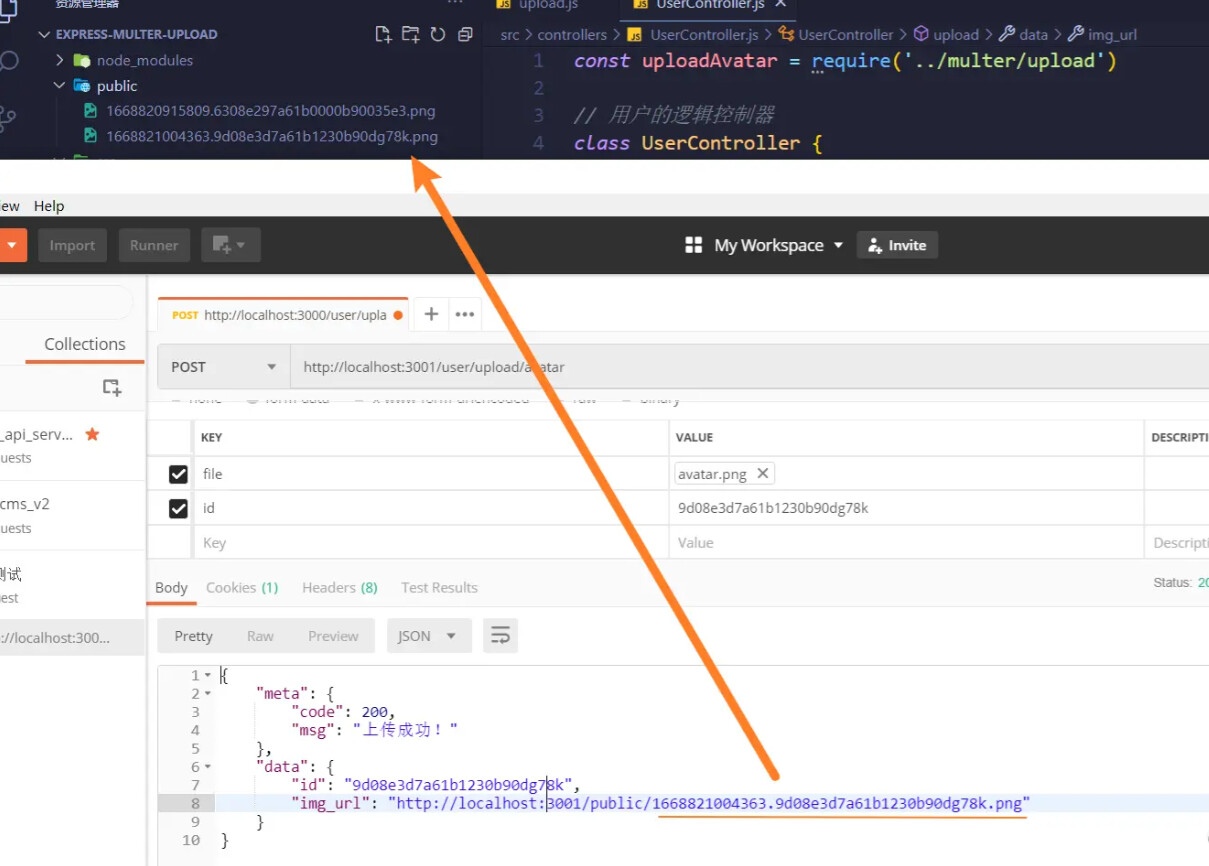 资源管理器
upload.js
UserController.js
EXPRESS-MULTER-UPLOAD
src > controllers > JS UserController.js > UserController > upload > data > img_url
node_modules
public
1668820915809.6308e297a61b0000b90035e3.png
1668821004363.9d08e3d7a61b1230b90dg78k.png
1 const uploadAvatar = require('../multer/upload')
2
3 // 用户的逻辑控制器
4 class UserController {
iew Help
Import Runner
My Workspace
Invite
POST http://localhost:3000/user/upla
Collections
POST http://localhost:3001/user/upload/avatar
none form-data x-www-form-urlencoded raw binary
KEY VALUE DESCRIPTI
_api_serv...
uests
file avatar.png
id 9d08e3d7a61b1230b90dg78k
Key Value Descripti
cms_v2
uests
测试
est
://localhost:300...
Body Cookies (1) Headers (8) Test Results
Status: 20
Pretty Raw Preview JSON
1 {
2 "meta": {
3 "code": 200,
4 "msg": "上传成功！"
5 },
6 "data": {
7 "id": "9d08e3d7a61b1230b90dg78k",
8 "img_url": "http://localhost:3001/public/1668821004363.9d08e3d7a61b1230b90dg78k.png"
9 }
10 }